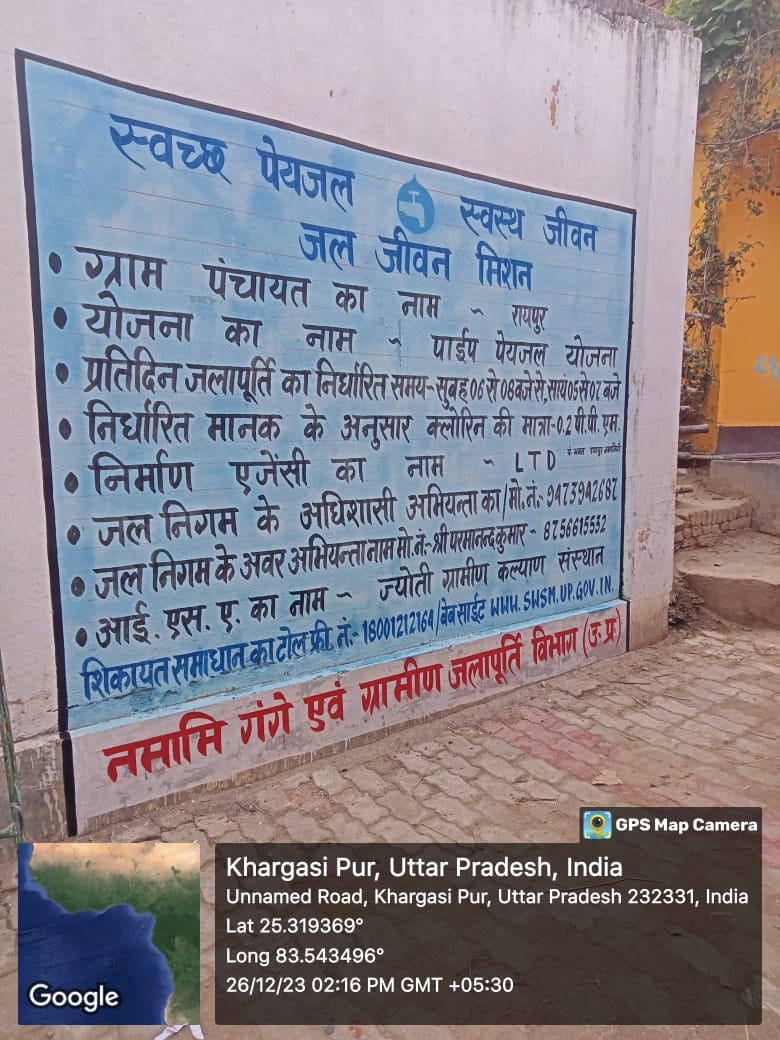 स्वच्छ पेयजल स्वस्थ जीवन
जल जीवन मिशन
• ग्राम पंचायत का नाम ~ रायपुर
• योजना का नाम ~ पाईप पेयजल योजना
• प्रतिदिन जलापूर्ति का निर्धारित समय-सुबह 06 से 08 बजे से, सायं 05 से 07 बजे
• निर्धारित मानक के अनुसार क्लोरिन की मात्रा-0.2 पी.पी.एम.
• निर्माण एजेंसी का नाम ~ LTD
• जल निगम के अधिशासी अभियन्ता का/मो.नं.- 9473942687
• जल निगम के अवर अभियन्ता नाम मो.नं.-श्री परमानन्द कुमार - 8756615532
• आई. एस. ए. का नाम ~ ज्योती ग्रामीण कल्याण संस्थान
शिकायत समाधान का टोल फ्री. नं.- 18001212164/वेब साईट WWW.SWSM.UP.GOV.IN.
नमामि गंगे एवं ग्रामीण जलापूर्ति विभाग (उ.प्र.)
GPS Map Camera
Khargasi Pur, Uttar Pradesh, India
Unnamed Road, Khargasi Pur, Uttar Pradesh 232331, India
Lat 25.319369°
Long 83.543496°
26/12/23 02:16 PM GMT +05:30
Google